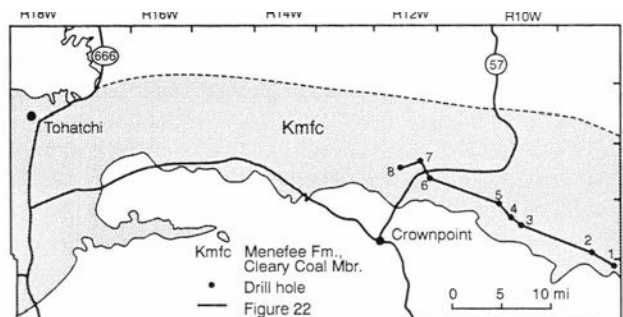 R18W R16W R14W R12W R10W
666
57
Tohatchi
Kmfc
7
8
6
5
4
3
2
1
Crownpoint
Kmfc Menefee Fm.,
Cleary Coal Mbr.
Drill hole
Figure 22
0 5 10 mi